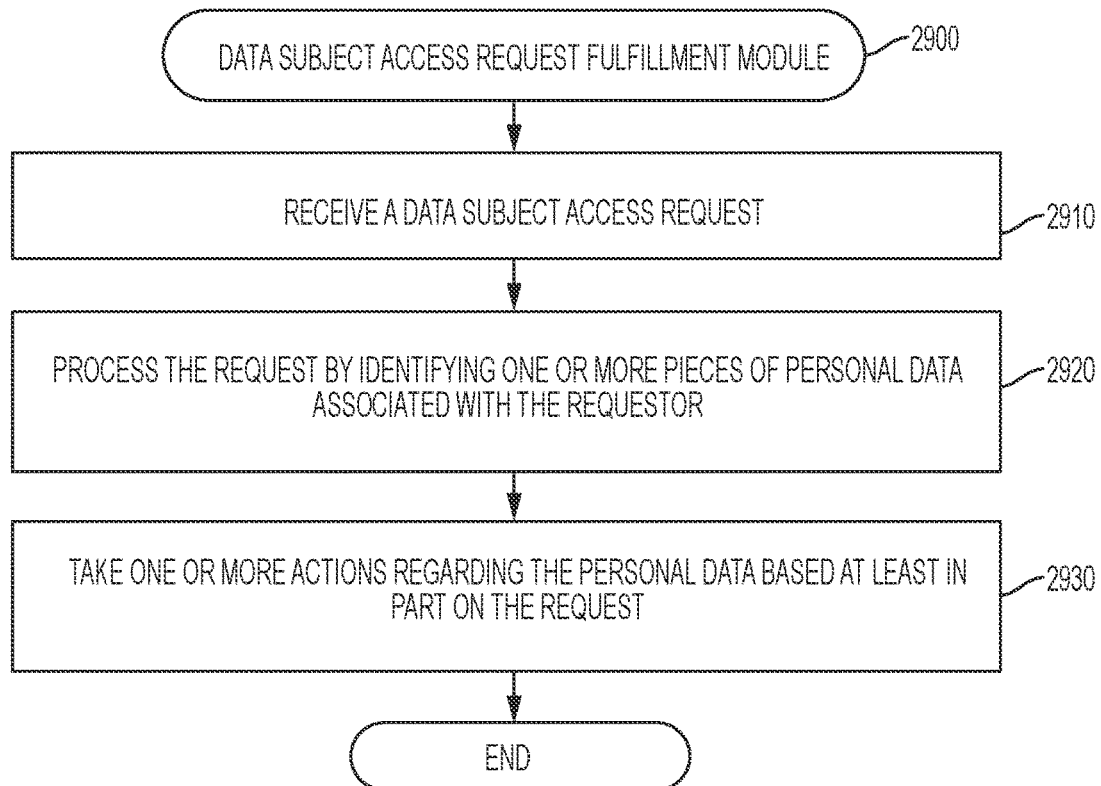 DATA SUBJECT ACCESS REQUEST FULFILLMENT MODULE
2900
RECEIVE A DATA SUBJECT ACCESS REQUEST
2910
PROCESS THE REQUEST BY IDENTIFYING ONE OR MORE PIECES OF PERSONAL DATA
ASSOCIATED WITH THE REQUESTOR
2920
TAKE ONE OR MORE ACTIONS REGARDING THE PERSONAL DATA BASED AT LEAST IN
PART ON THE REQUEST
2930
END